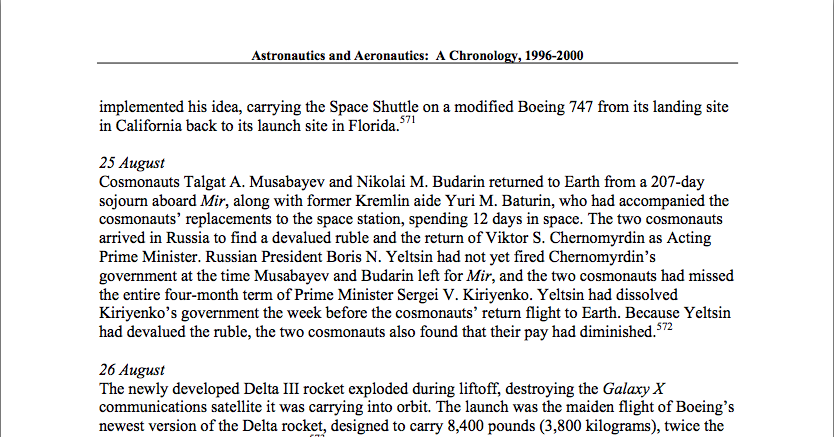 Astronautics and Aeronautics: A Chronology, 1996-2000
implemented his idea, carrying the Space Shuttle on a modified Boeing 747 from its landing site
in California back to its launch site in Florida.571
25 August
Cosmonauts Talgat A. Musabayev and Nikolai M. Budarin returned to Earth from a 207-day
sojourn aboard Mir, along with former Kremlin aide Yuri M. Baturin, who had accompanied the
cosmonauts’ replacements to the space station, spending 12 days in space. The two cosmonauts
arrived in Russia to find a devalued ruble and the return of Viktor S. Chernomyrdin as Acting
Prime Minister. Russian President Boris N. Yeltsin had not yet fired Chernomyrdin’s
government at the time Musabayev and Budarin left for Mir, and the two cosmonauts had missed
the entire four-month term of Prime Minister Sergei V. Kiriyenko. Yeltsin had dissolved
Kiriyenko’s government the week before the cosmonauts’ return flight to Earth. Because Yeltsin
had devalued the ruble, the two cosmonauts also found that their pay had diminished.572
26 August
The newly developed Delta III rocket exploded during liftoff, destroying the Galaxy X
communications satellite it was carrying into orbit. The launch was the maiden flight of Boeing’s
newest version of the Delta rocket, designed to carry 8,400 pounds (3,800 kilograms), twice the